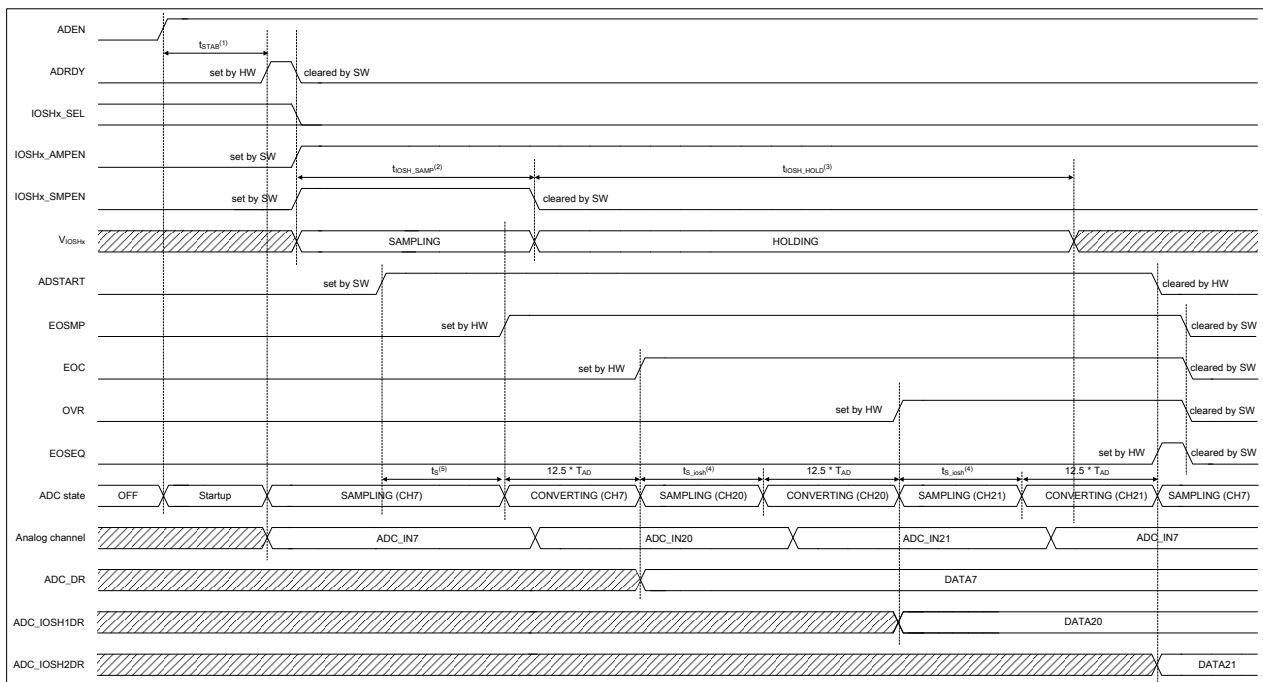 ADEN
tSTAB(1)
ADRDY set by HW cleared by SW
IOSHx_SEL
IOSHx_AMPEN set by SW
tIOSH_SAMP(2) tIOSH_HOLD(3)
IOSHx_SMPEN set by SW cleared by SW
VIOSHx SAMPLING HOLDING
ADSTART set by SW cleared by HW
EOSMP set by HW cleared by SW
EOC set by HW cleared by SW
OVR set by HW cleared by SW
EOSEQ set by HW cleared by SW
tS(5) 12.5 * TAD tS_iosh(4) 12.5 * TAD tS_iosh(4) 12.5 * TAD
ADC state OFF Startup SAMPLING (CH7) CONVERTING (CH7) SAMPLING (CH20) CONVERTING (CH20) SAMPLING (CH21) CONVERTING (CH21) SAMPLING (CH7)
Analog channel ADC_IN7 ADC_IN20 ADC_IN21 ADC_IN7
ADC_DR DATA7
ADC_IOSH1DR DATA20
ADC_IOSH2DR DATA21